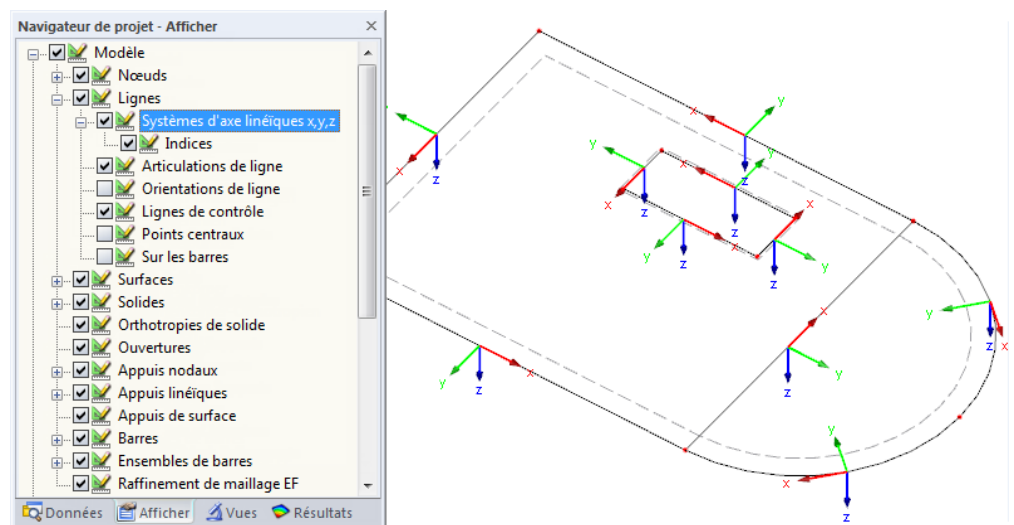 Navigateur de projet - Afficher
Modèle
Nœuds
Lignes
Systèmes d'axe linéïques x,y,z
Indices
Articulations de ligne
Orientations de ligne
Lignes de contrôle
Points centraux
Sur les barres
Surfaces
Solides
Orthotropies de solide
Ouvertures
Appuis nodaux
Appuis linéïques
Appuis de surface
Barres
Ensembles de barres
Raffinement de maillage EF
Données Afficher Vues Résultats
y x z
x y z
y x z
x y z
y x z
x y z
y x z
x y z
y x z
y x z